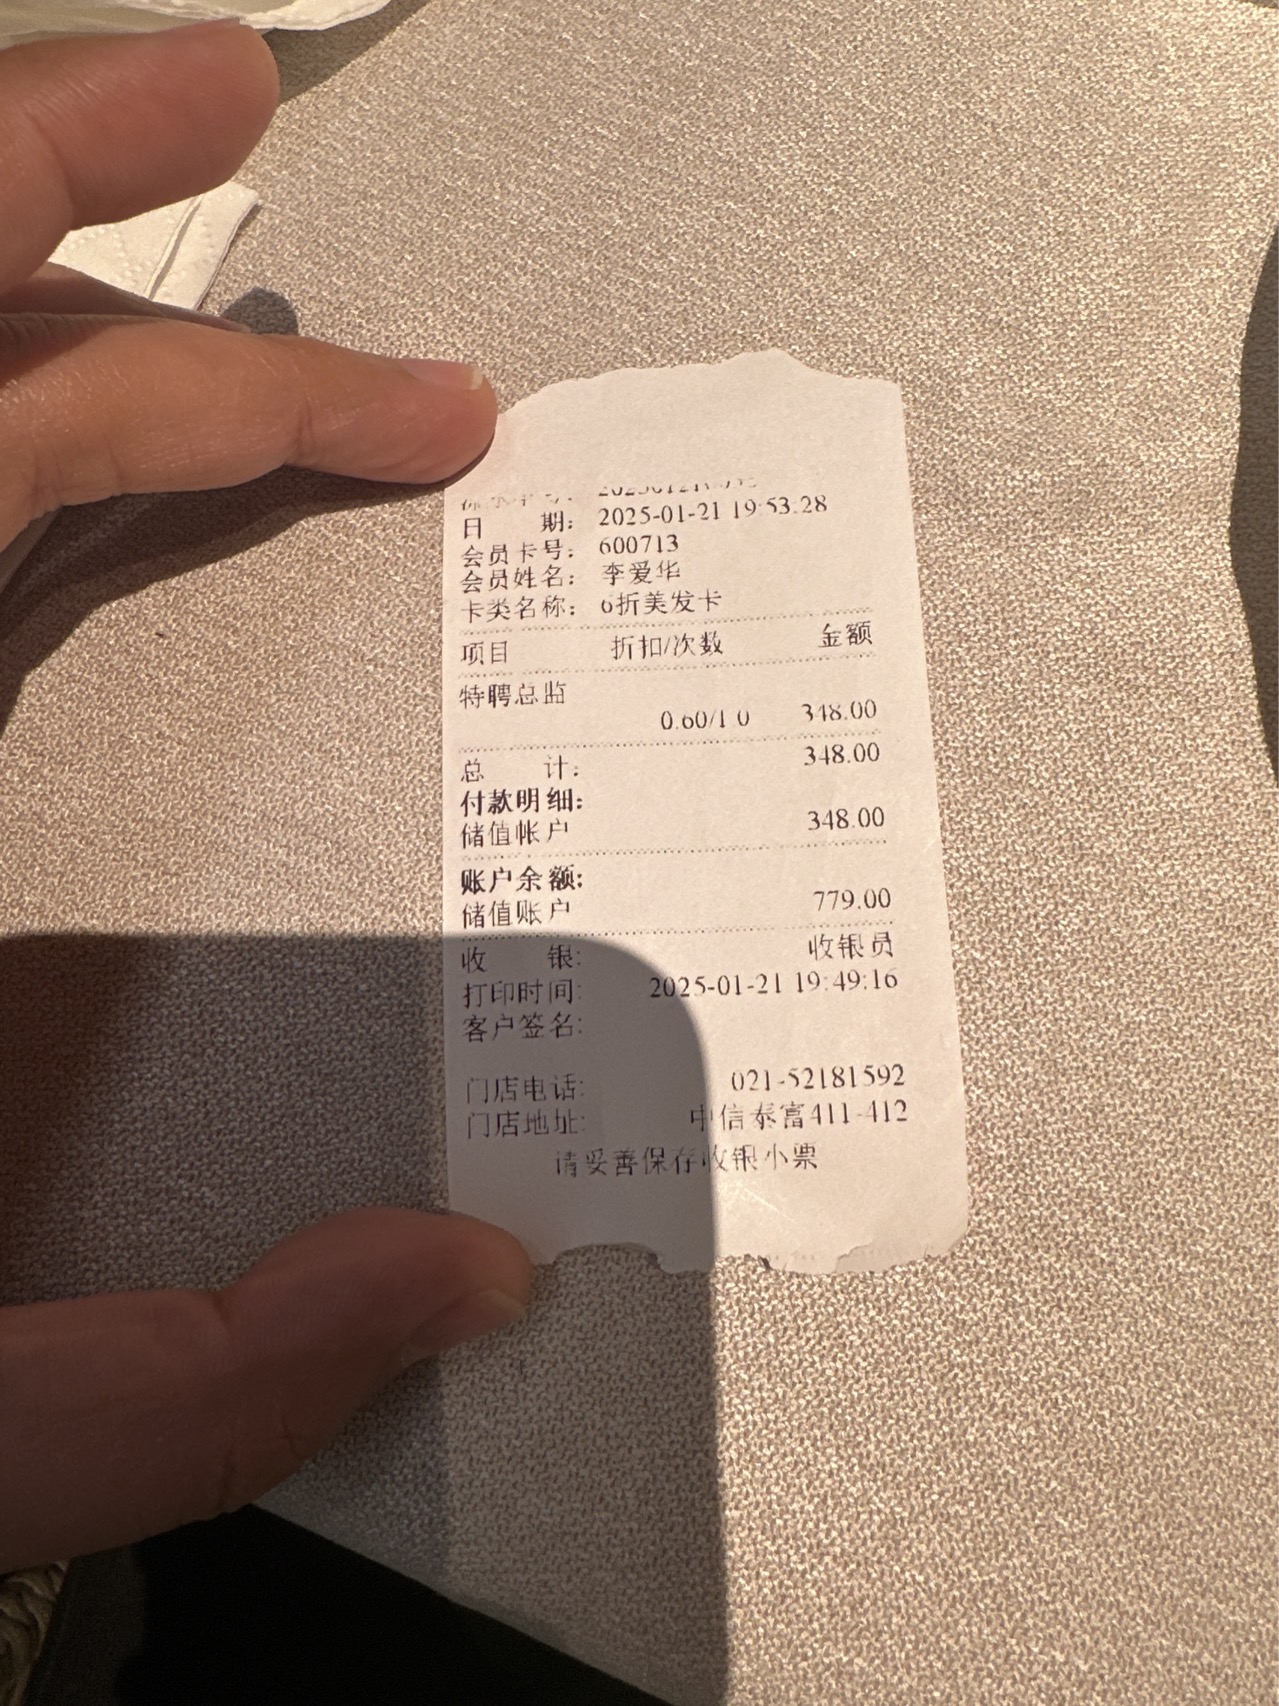 日 期: 2025-01-21 19:53:28
会员卡号: 600713
会员姓名: 李爱华
卡类名称: 6折美发卡
项目 折扣/次数 金额
特聘总监
0.60/1.0 348.00
总 计: 348.00
付款明细:
储值帐户 348.00
账户余额:
储值账户 779.00
收 银: 收银员
打印时间: 2025-01-21 19:49:16
客户签名:
门店电话: 021-52181592
门店地址: 中信泰富411-412
请妥善保存收银小票